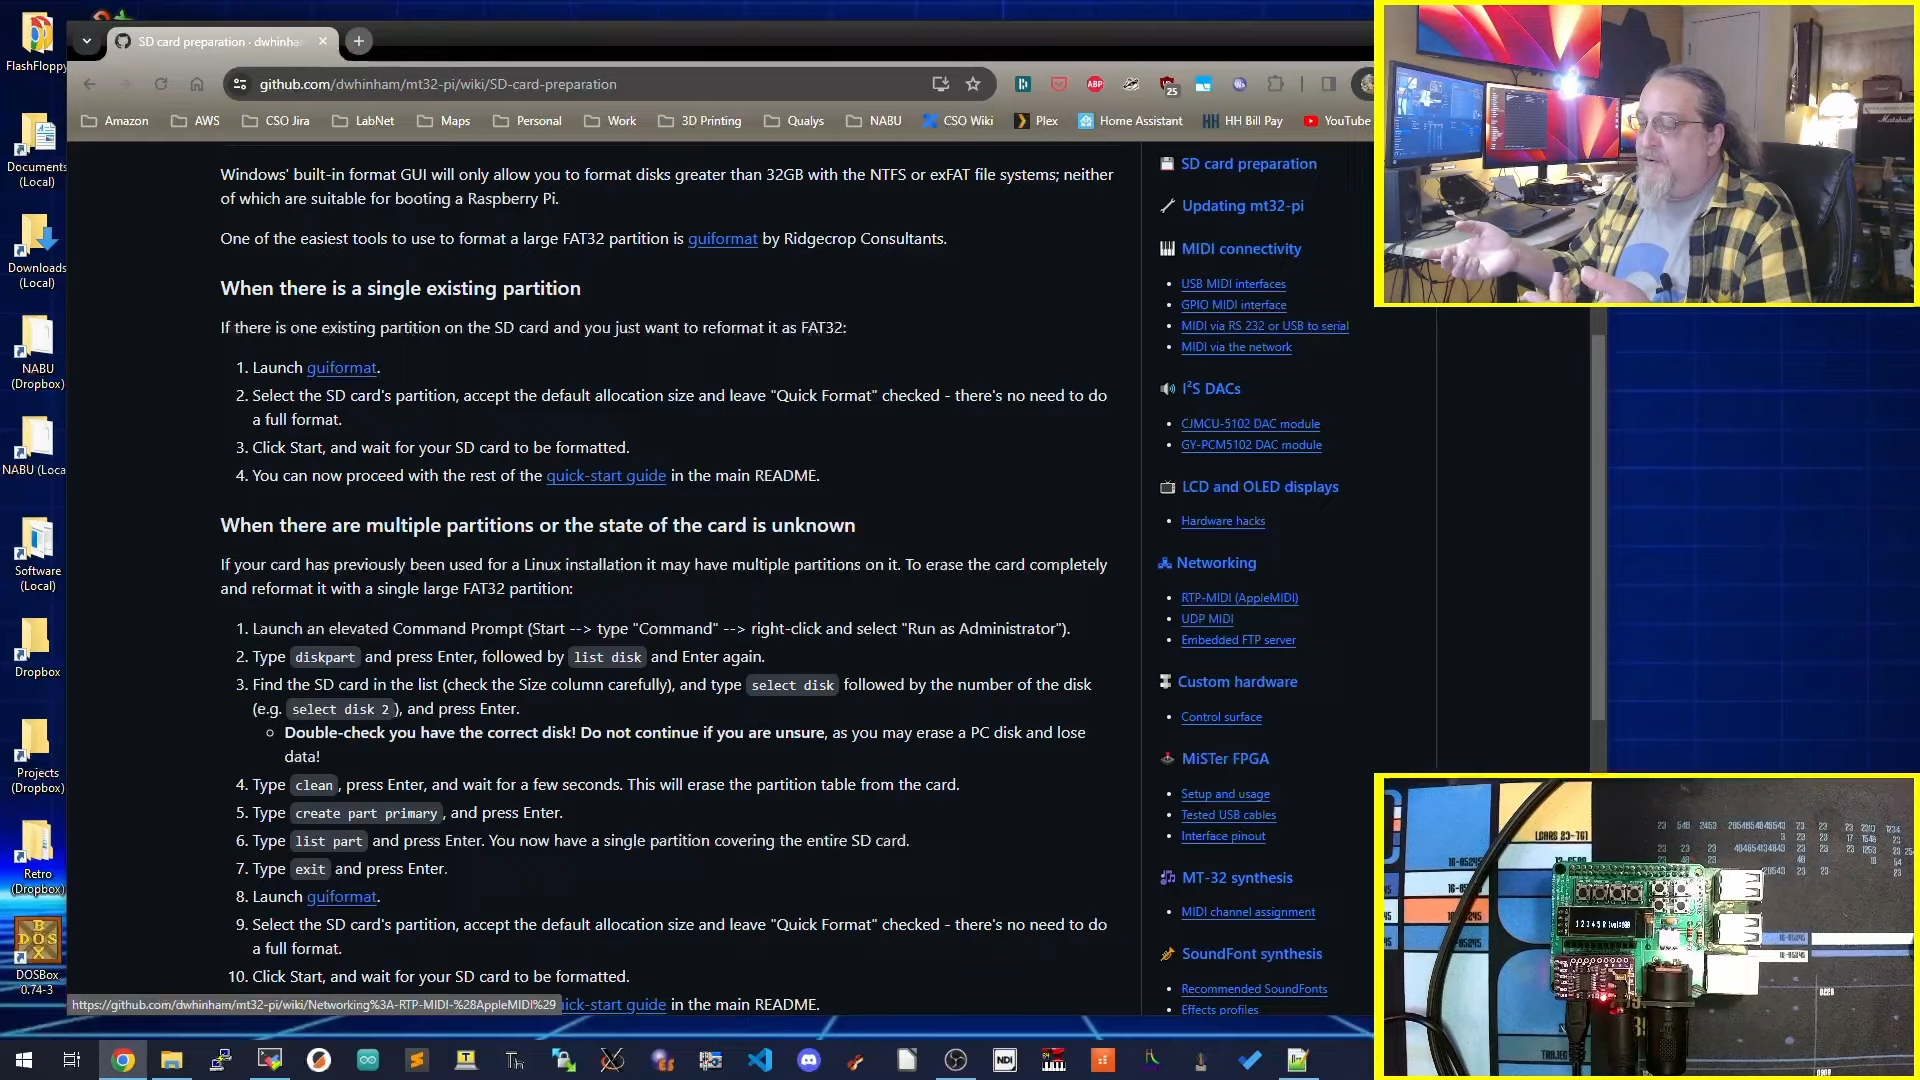 FlashFloppy
Documents
(Local)
Downloads
(Local)
NABU
(Dropbox)
NABU (Loca
Software
(Local)
Dropbox
Projects
(Dropbox)
Retro
(Dropbox)
DOSBox
0.74-3
SD card preparation · dwhinha
github.com/dwhinham/mt32-pi/wiki/SD-card-preparation
ABP
25
Amazon
AWS
CSO Jira
LabNet
Maps
Personal
Work
3D Printing
Qualys
NABU
CSO Wiki
Plex
Home Assistant
HH Bill Pay
YouTube
Windows' built-in format GUI will only allow you to format disks greater than 32GB with the NTFS or exFAT file systems; neither
of which are suitable for booting a Raspberry Pi.
One of the easiest tools to use to format a large FAT32 partition is guiformat by Ridgecrop Consultants.
When there is a single existing partition
If there is one existing partition on the SD card and you just want to reformat it as FAT32:
1. Launch guiformat.
2. Select the SD card's partition, accept the default allocation size and leave "Quick Format" checked - there's no need to do
a full format.
3. Click Start, and wait for your SD card to be formatted.
4. You can now proceed with the rest of the quick-start guide in the main README.
When there are multiple partitions or the state of the card is unknown
If your card has previously been used for a Linux installation it may have multiple partitions on it. To erase the card completely
and reformat it with a single large FAT32 partition:
1. Launch an elevated Command Prompt (Start --> type "Command" --> right-click and select "Run as Administrator").
2. Type diskpart and press Enter, followed by list disk and Enter again.
3. Find the SD card in the list (check the Size column carefully), and type select disk followed by the number of the disk
(e.g. select disk 2), and press Enter.
Double-check you have the correct disk! Do not continue if you are unsure, as you may erase a PC disk and lose
data!
4. Type clean, press Enter, and wait for a few seconds. This will erase the partition table from the card.
5. Type create part primary, and press Enter.
6. Type list part and press Enter. You now have a single partition covering the entire SD card.
7. Type exit and press Enter.
8. Launch guiformat.
9. Select the SD card's partition, accept the default allocation size and leave "Quick Format" checked - there's no need to do
a full format.
10. Click Start, and wait for your SD card to be formatted.
https://github.com/dwhinham/mt32-pi/wiki/Networking%3A-RTP-MIDI-%28AppleMIDI%29
uick-start guide in the main README.
SD card preparation
Updating mt32-pi
MIDI connectivity
USB MIDI interfaces
GPIO MIDI interface
MIDI via RS 232 or USB to serial
MIDI via the network
I²S DACs
CJMCU-5102 DAC module
GY-PCM5102 DAC module
LCD and OLED displays
Hardware hacks
Networking
RTP-MIDI (AppleMIDI)
UDP MIDI
Embedded FTP server
Custom hardware
Control surface
MiSTer FPGA
Setup and usage
Tested USB cables
Interface pinout
MT-32 synthesis
MIDI channel assignment
SoundFont synthesis
Recommended SoundFonts
Effects profiles
Marshall
LCARS 23-761
NDI